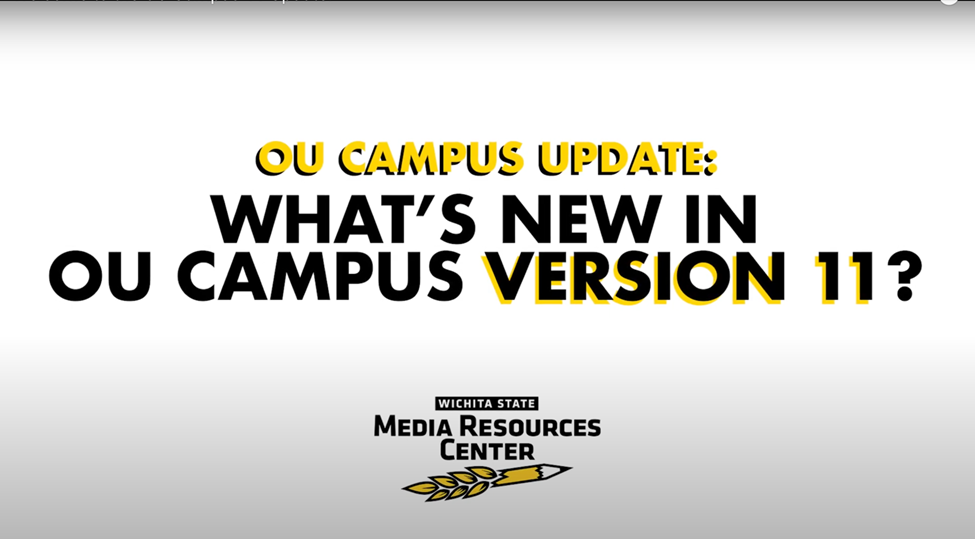 OU CAMPUS UPDATE:
WHAT'S NEW IN
OU CAMPUS VERSION 11?
WICHITA STATE
MEDIA RESOURCES
CENTER